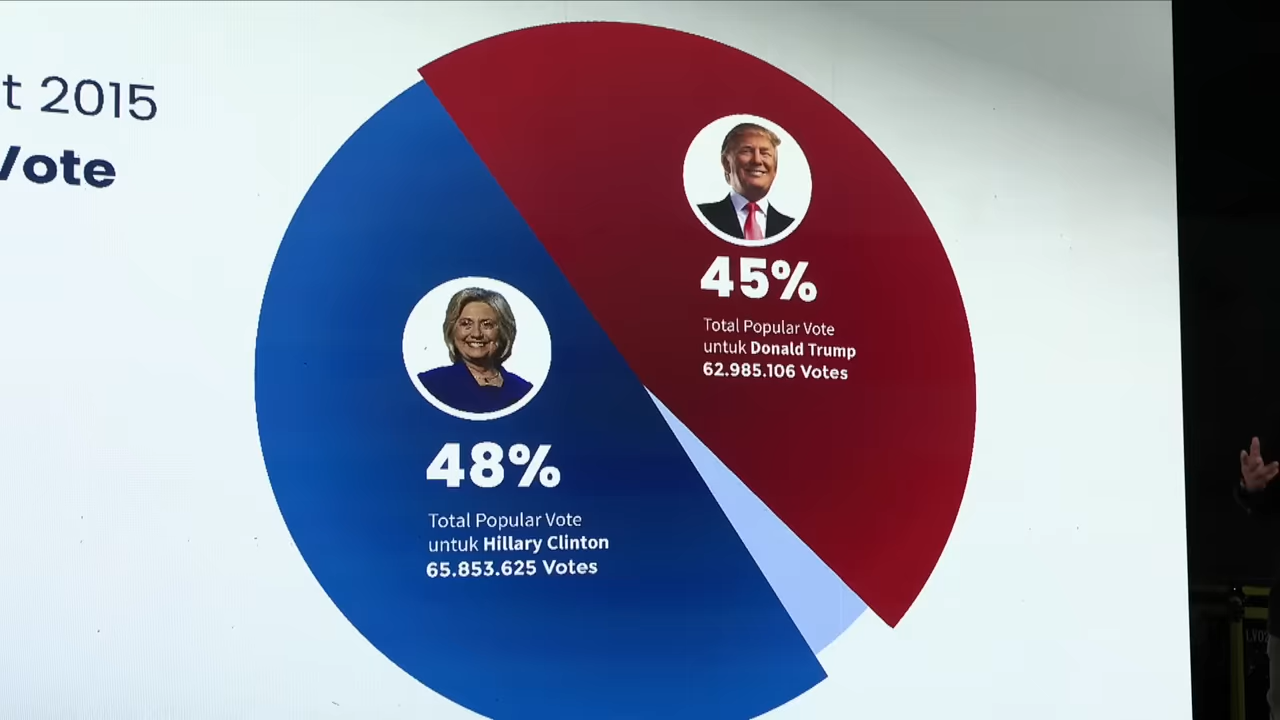 t 2015
Vote
45%
Total Popular Vote
untuk Donald Trump
62.985.106 Votes
48%
Total Popular Vote
untuk Hillary Clinton
65.853.625 Votes